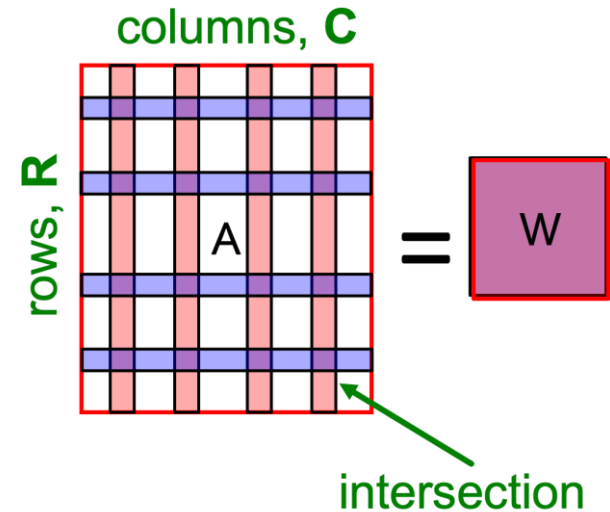 columns, C
rows, R
A
=
W
intersection